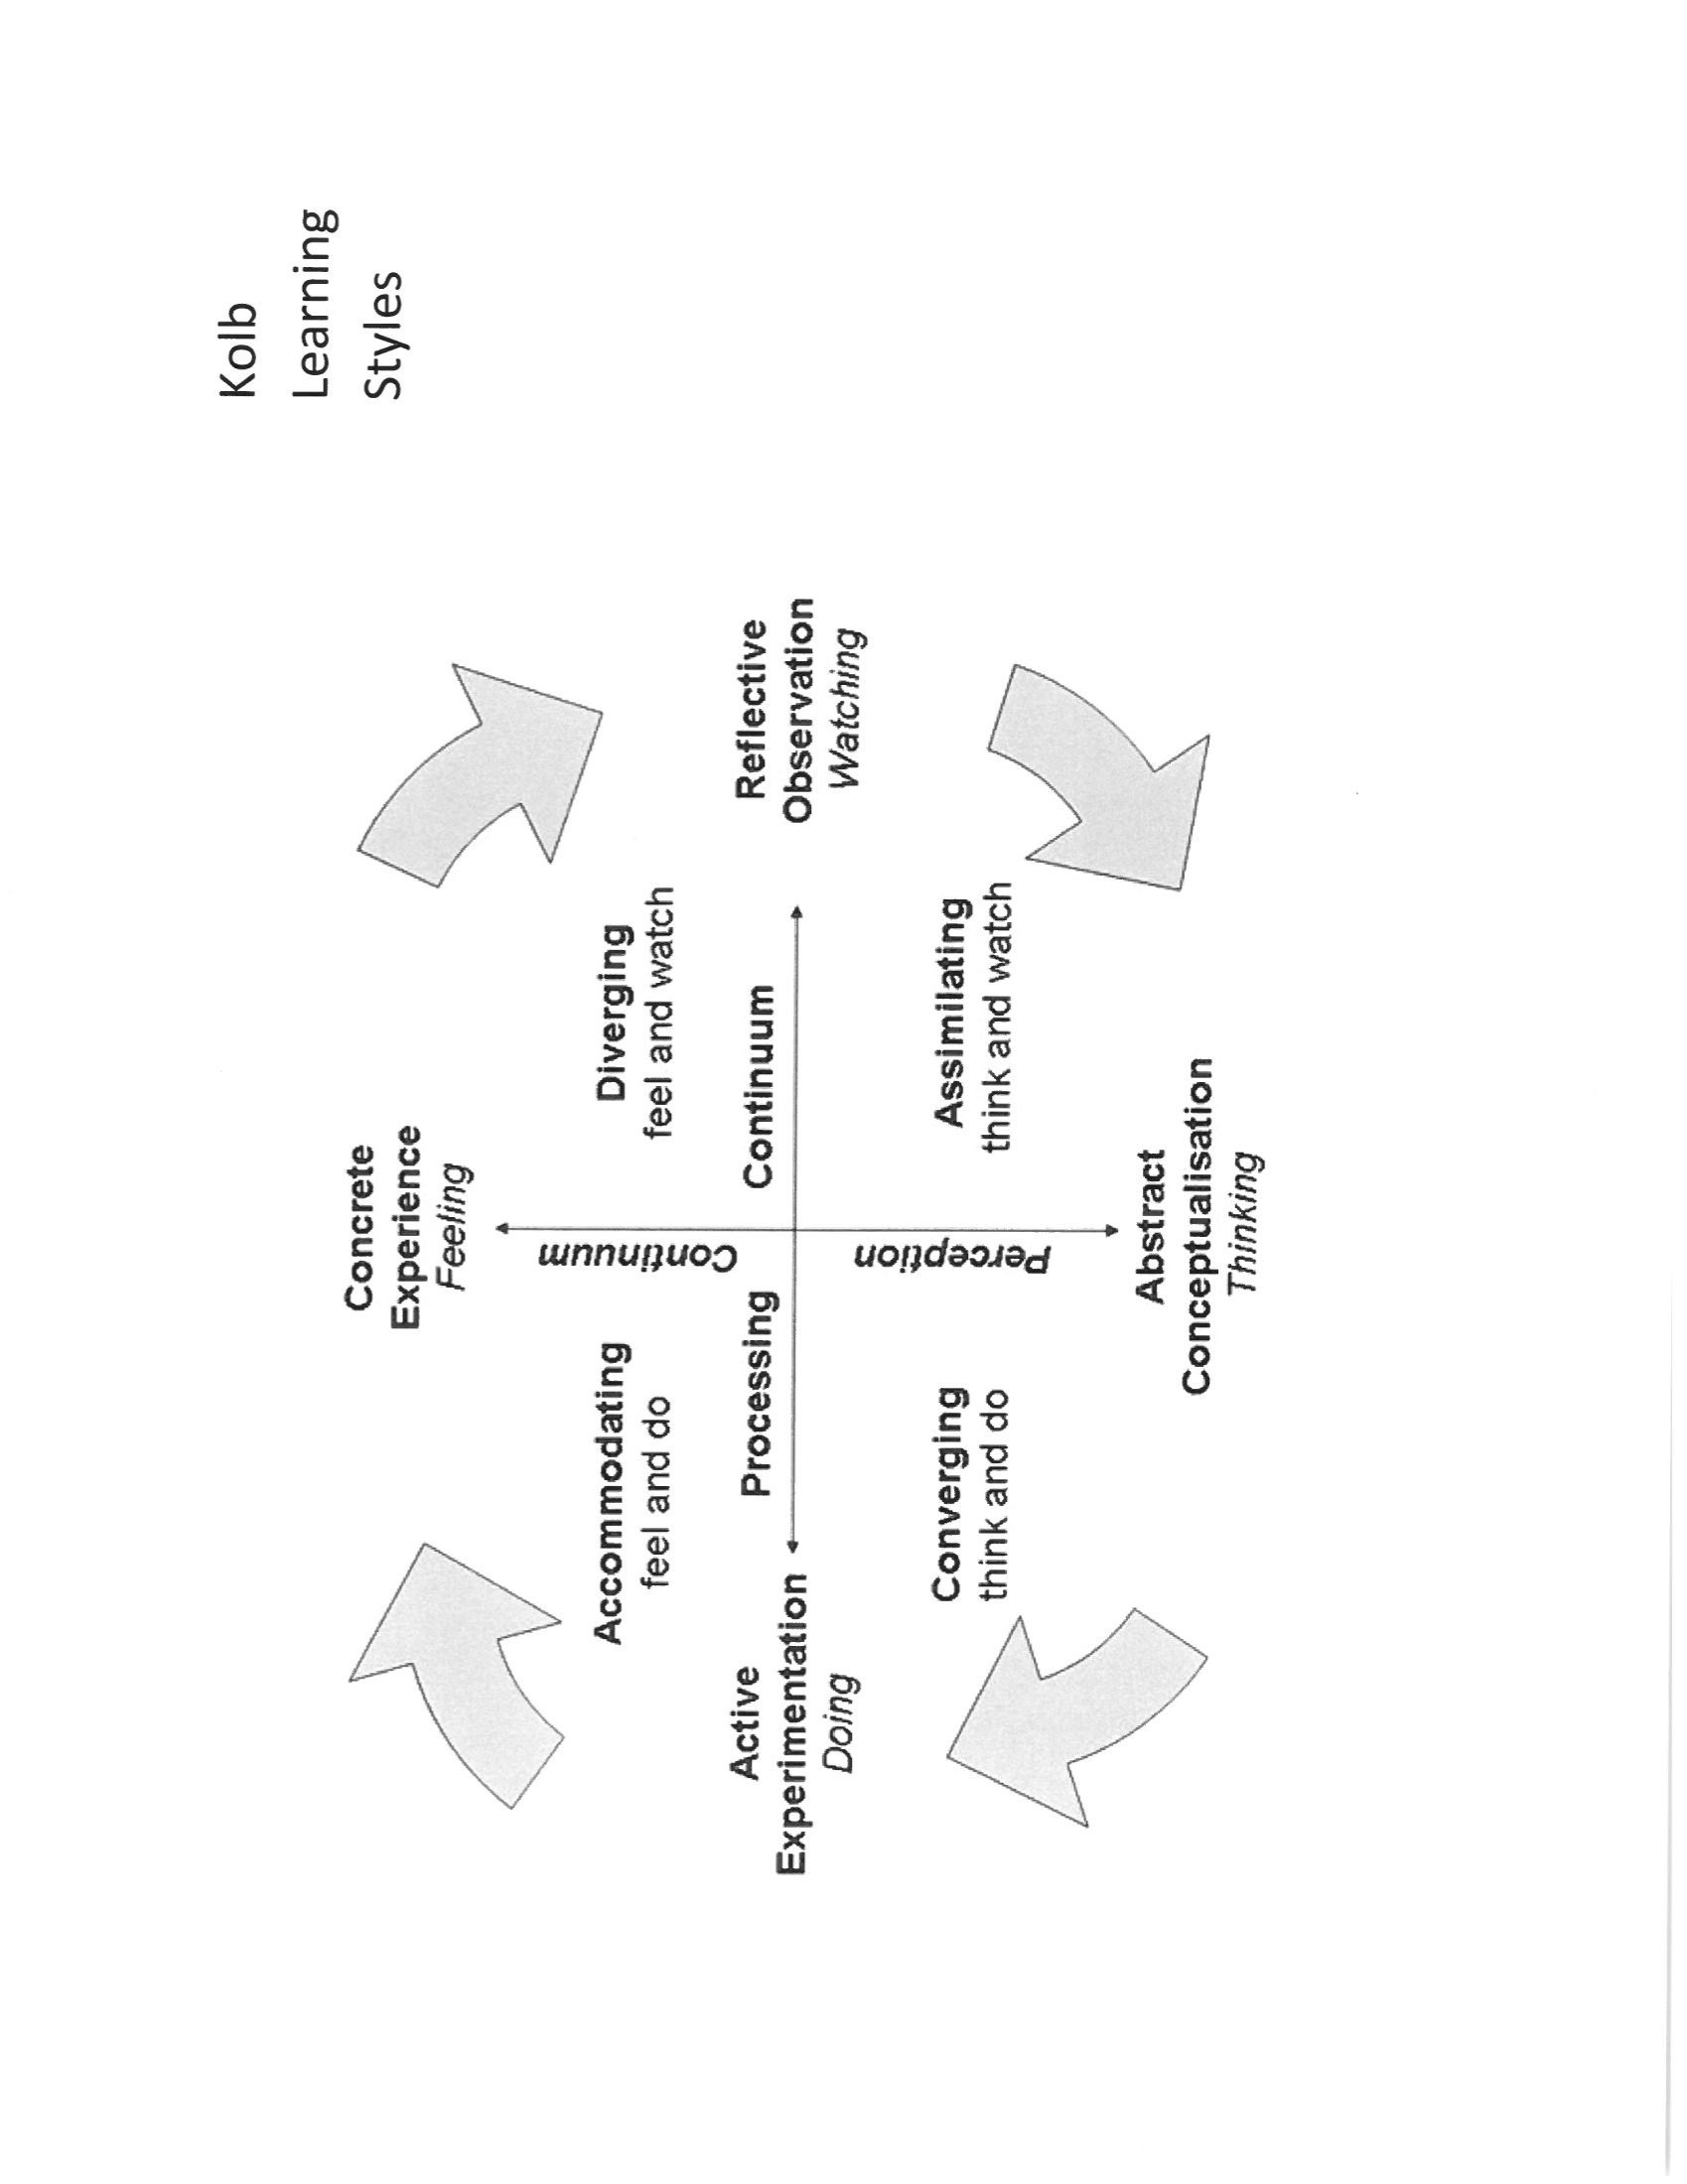 Kolb
Learning
Styles
Concrete
Experience
Feeling
Accommodating
feel and do
Diverging
feel and watch
Active
Experimentation
Doing
Processing
Continuum
Perception
Continuum
Reflective
Observation
Watching
Converging
think and do
Assimilating
think and watch
Abstract
Conceptualisation
Thinking